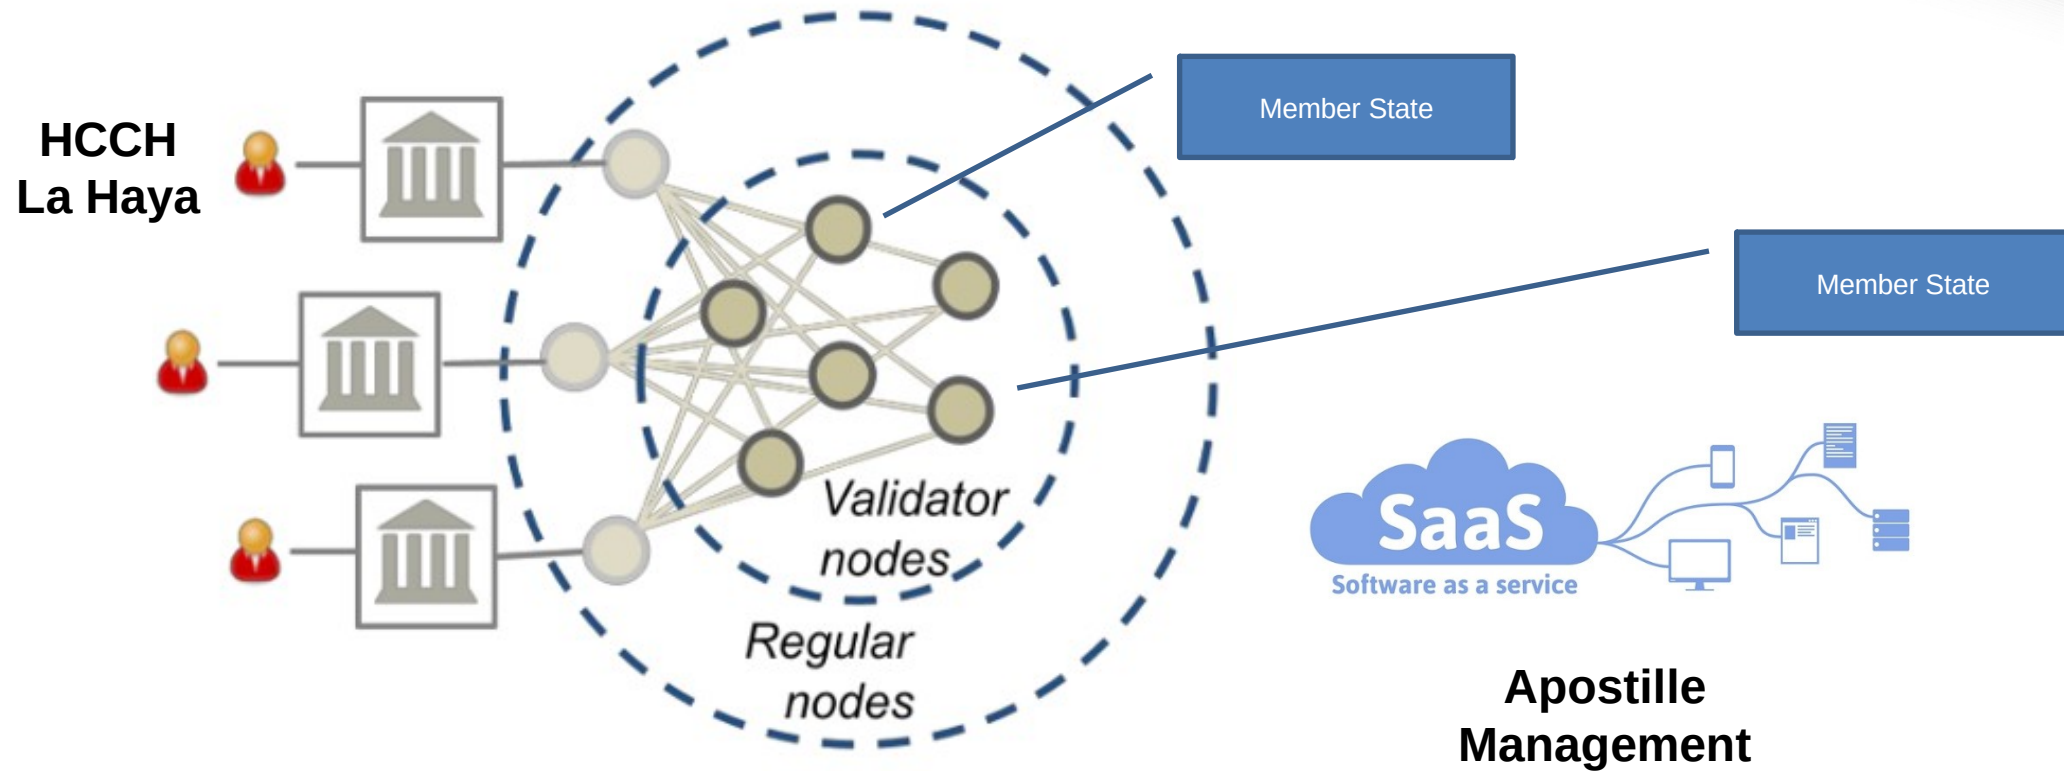 HCCH
La Haya
Member State
Member State
Validator
nodes
Regular
nodes
SaaS
Software as a service
Apostille
Management